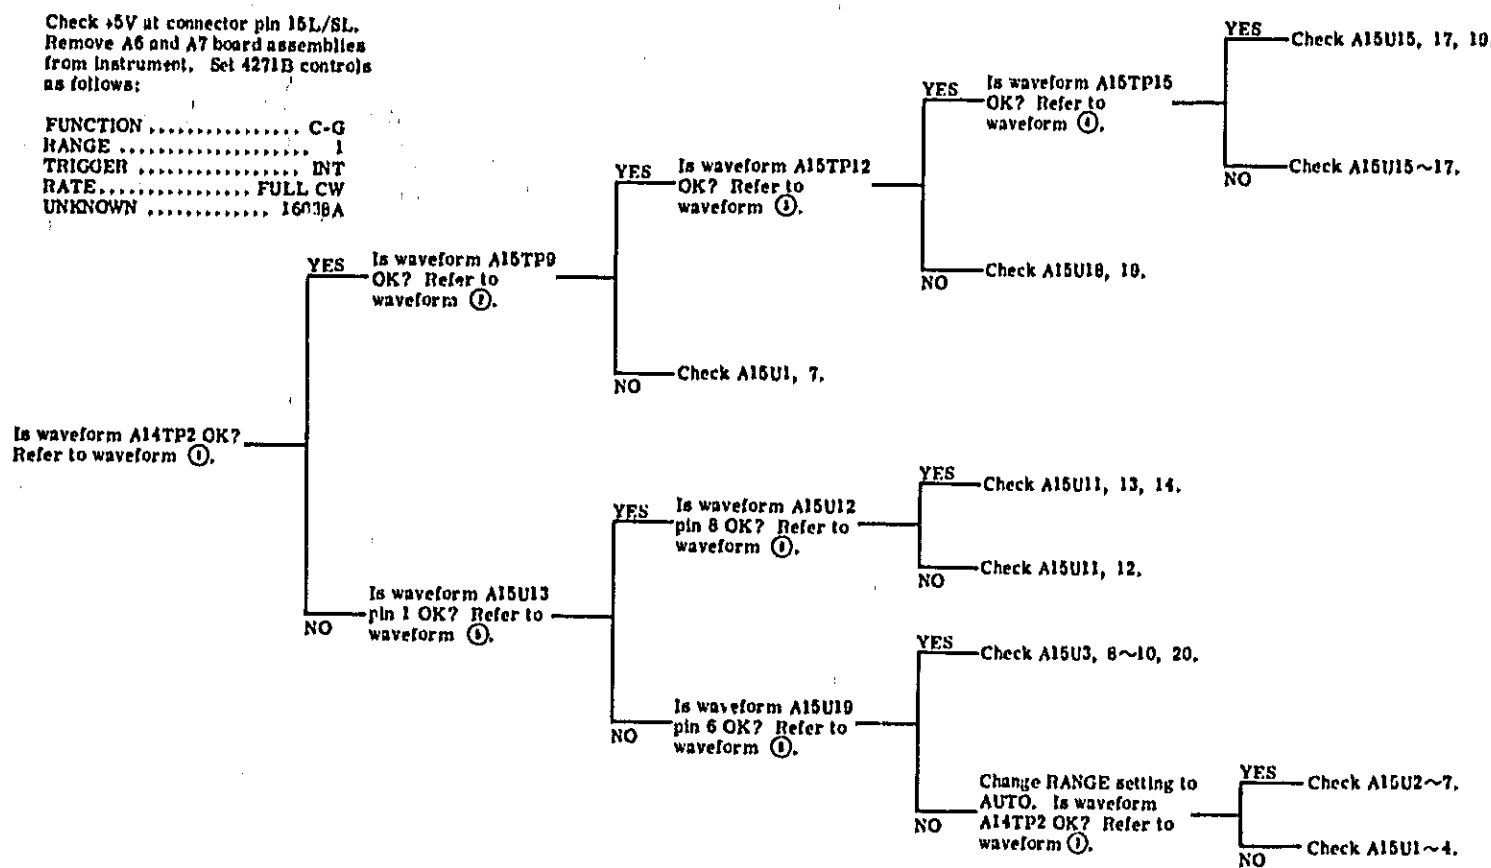 Check +5V at connector pin 15L/SL.
Remove A6 and A7 board assemblies
from instrument. Set 4271B controls
as follows:
FUNCTION ................ C-G
RANGE .................... 1
TRIGGER ................ INT
RATE ............... FULL CW
UNKNOWN ............. 16038A
Is waveform A14TP2 OK?
Refer to waveform ①.
YES
Is waveform A15TP9
OK? Refer to
waveform ②.
YES
Is waveform A15TP12
OK? Refer to
waveform ③.
YES
Is waveform A15TP15
OK? Refer to
waveform ④.
YES
Check A15U15, 17, 19.
NO
Check A15U15~17.
NO
Check A15U18, 19.
NO
Check A15U1, 7.
NO
Is waveform A15U13
pin 1 OK? Refer to
waveform ⑤.
YES
Is waveform A15U12
pin 8 OK? Refer to
waveform
YES
Check A15U11, 13, 14.
NO
Check A15U11, 12.
NO
Is waveform A15U19
pin 6 OK? Refer to
waveform
YES
Check A15U3, 8~10, 20.
NO
Change RANGE setting to
AUTO. Is waveform
A14TP2 OK? Refer to
waveform ⑦.
YES
Check A15U2~7.
NO
Check A15U1~4.